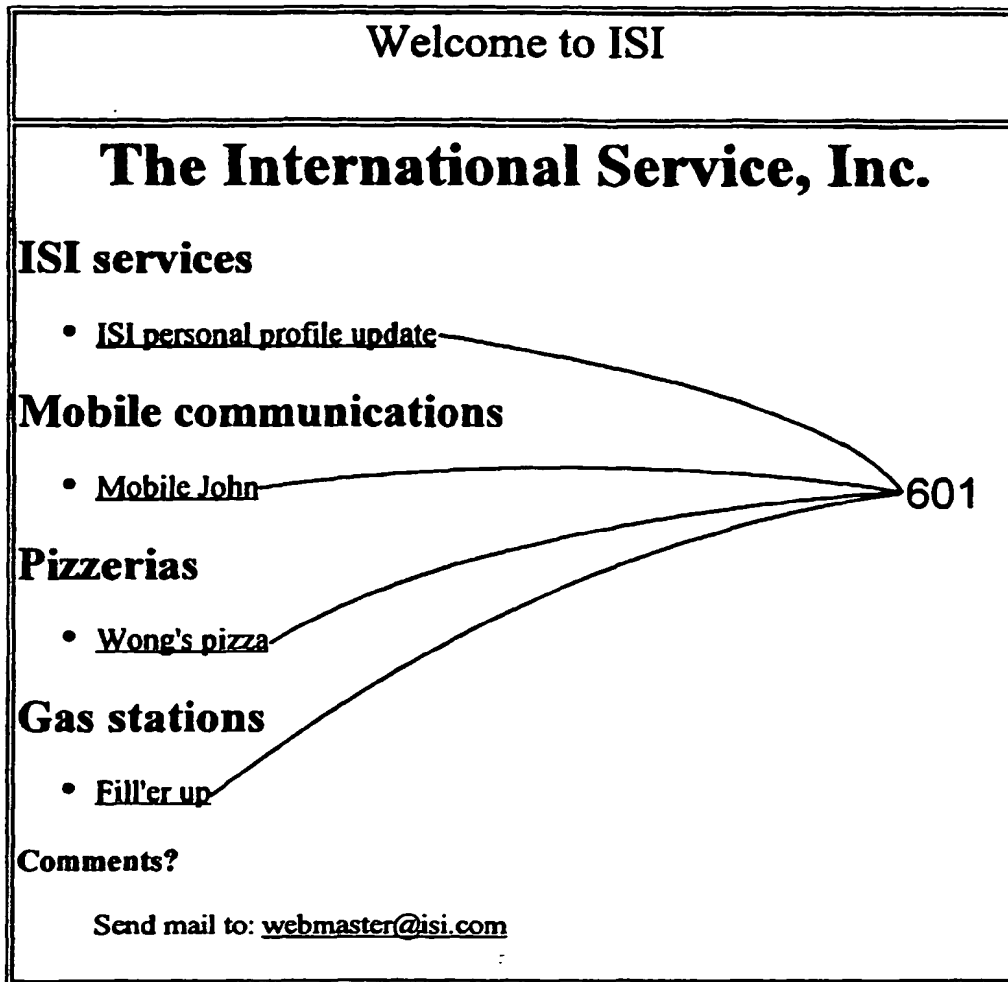 Welcome to ISI
The International Service, Inc.
ISI services
• ISI personal profile update
Mobile communications
• Mobile John
601
Pizzerias
• Wong's pizza
Gas stations
• Fill'er up
Comments?
Send mail to: webmaster@isi.com